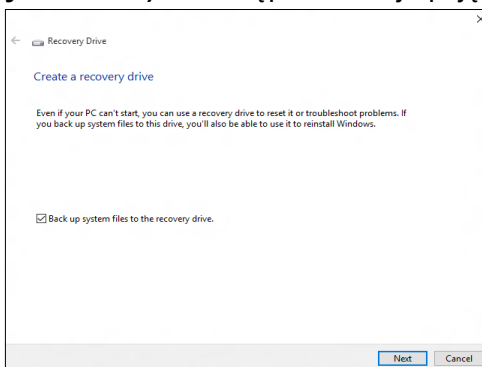 Recovery Drive
Create a recovery drive
Even if your PC can't start, you can use a recovery drive to reset it or troubleshoot problems. If
you back up system files to this drive, you'll also be able to use it to reinstall Windows.
Back up system files to the recovery drive.
Next Cancel